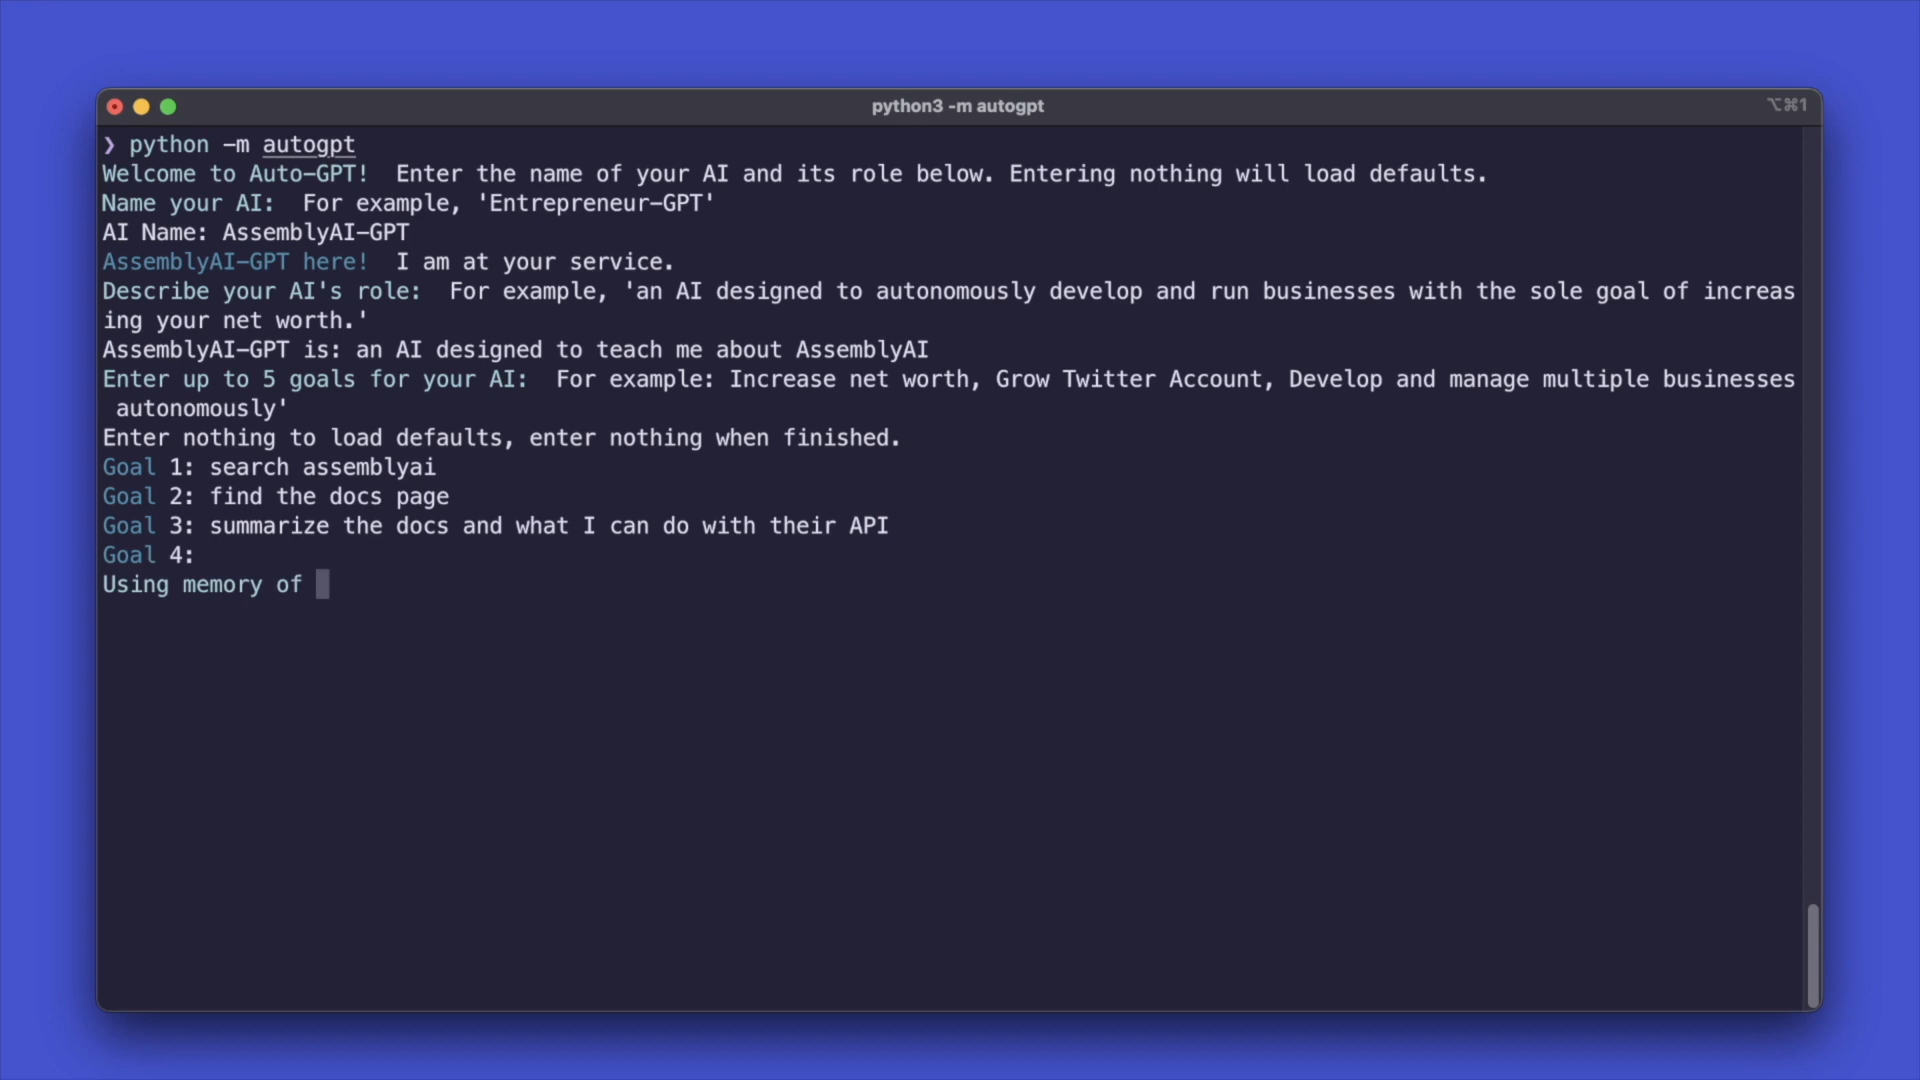 python3 -m autogpt
⌥⌘1
❯ python -m autogpt
Welcome to Auto-GPT!  Enter the name of your AI and its role below. Entering nothing will load defaults.
Name your AI:  For example, 'Entrepreneur-GPT'
AI Name: AssemblyAI-GPT
AssemblyAI-GPT here!  I am at your service.
Describe your AI's role:  For example, 'an AI designed to autonomously develop and run businesses with the sole goal of increas
ing your net worth.'
AssemblyAI-GPT is: an AI designed to teach me about AssemblyAI
Enter up to 5 goals for your AI:  For example: Increase net worth, Grow Twitter Account, Develop and manage multiple businesses
 autonomously'
Enter nothing to load defaults, enter nothing when finished.
Goal 1: search assemblyai
Goal 2: find the docs page
Goal 3: summarize the docs and what I can do with their API
Goal 4:
Using memory of